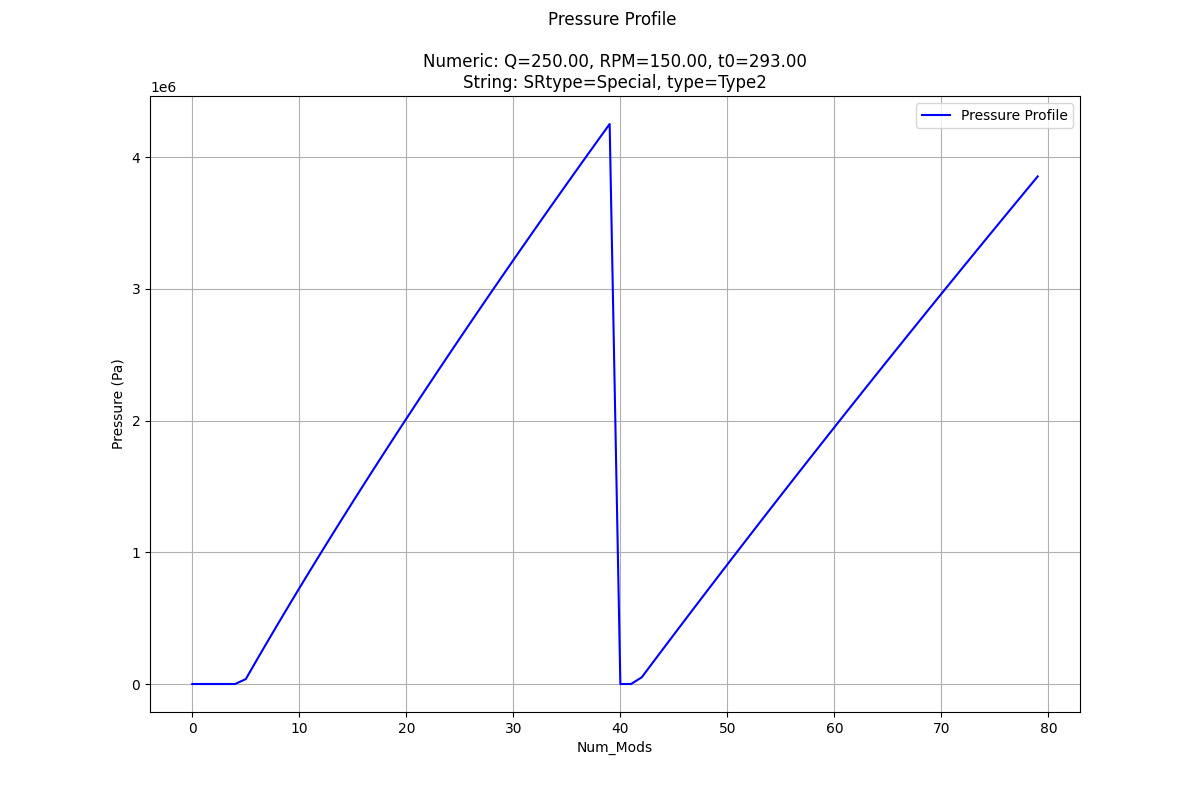 Pressure Profile
Numeric: Q=250.00, RPM=150.00, t0=293.00
String: SRtype=Special, type=Type2
1e6
Pressure Profile
4
3
2
1
0
Pressure (Pa)
0 10 20 30 40 50 60 70 80
Num_Mods